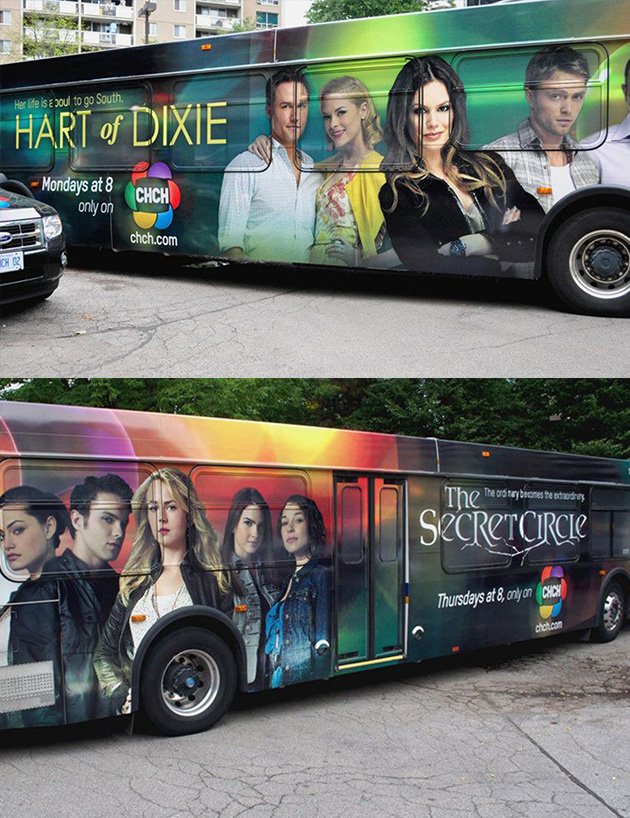 Her life is about to go South.
HART of DIXIE
Mondays at 8
only on
CHCH
chch.com
The ordinary becomes the extraordinary.
The
SECRET CIRCLE
Thursdays at 8, only on
CHCH
chch.com